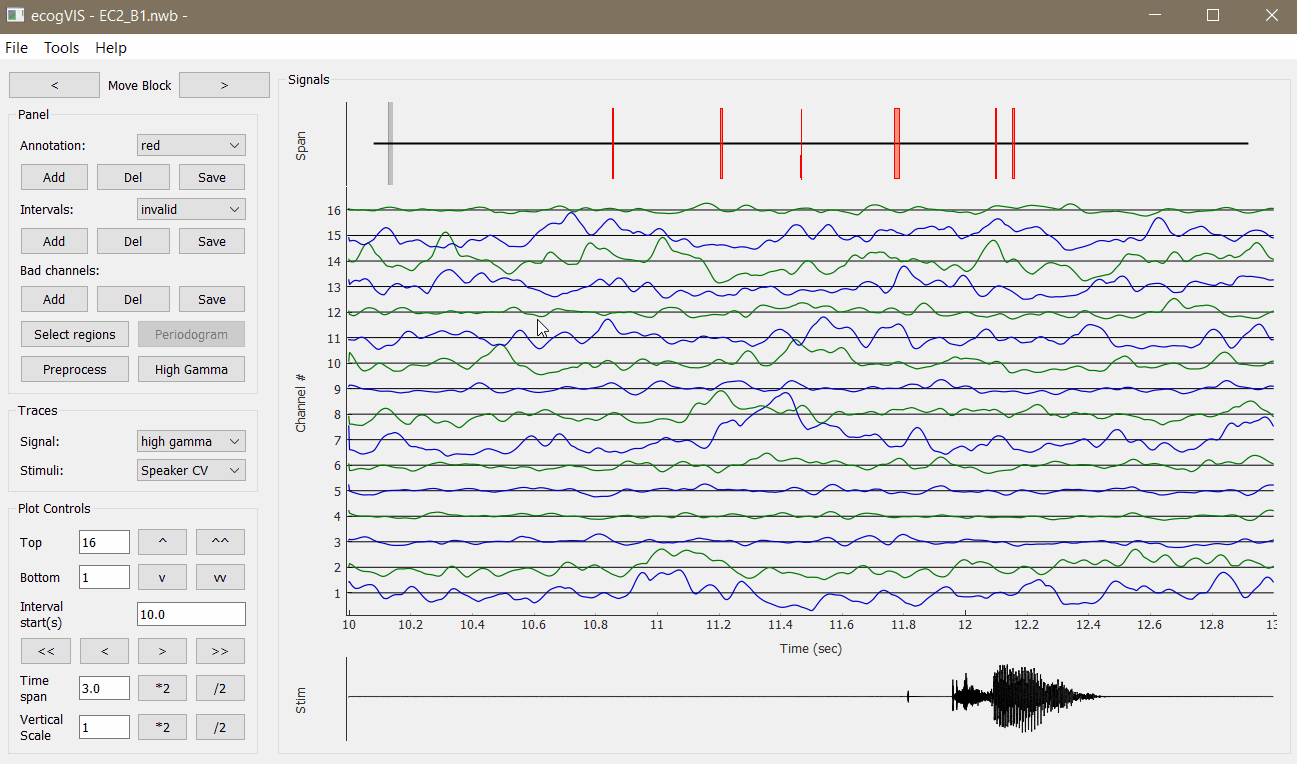 ecogVIS - EC2_B1.nwb -
File Tools Help
< Move Block >
Panel
Annotation: red
Add Del Save
Intervals: invalid
Add Del Save
Bad channels:
Add Del Save
Select regions Periodogram
Preprocess High Gamma
Traces
Signal: high gamma
Stimuli: Speaker CV
Plot Controls
Top 16 ^ ^^
Bottom 1 v vv
Interval
start(s) 10.0
<< < > >>
Time
span 3.0 *2 /2
Vertical
Scale 1 *2 /2
Signals
Span
Channel #
16
15
14
13
12
11
10
9
8
7
6
5
4
3
2
1
10 10.2 10.4 10.6 10.8 11 11.2 11.4 11.6 11.8 12 12.2 12.4 12.6 12.8 13
Time (sec)
Stim